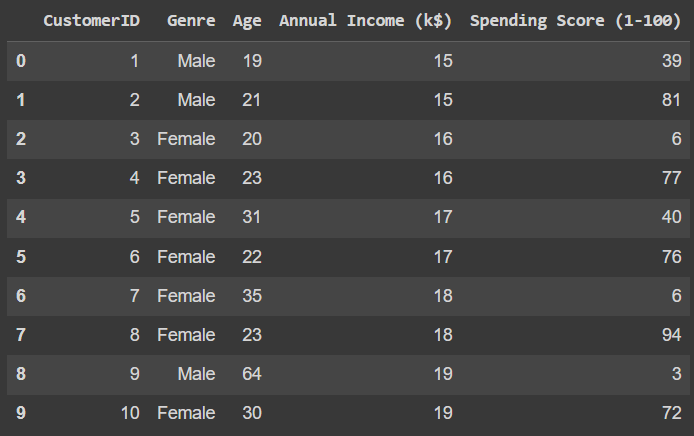 CustomerID Genre Age Annual Income (k$) Spending Score (1-100)
0 1 Male 19 15 39
1 2 Male 21 15 81
2 3 Female 20 16 6
3 4 Female 23 16 77
4 5 Female 31 17 40
5 6 Female 22 17 76
6 7 Female 35 18 6
7 8 Female 23 18 94
8 9 Male 64 19 3
9 10 Female 30 19 72